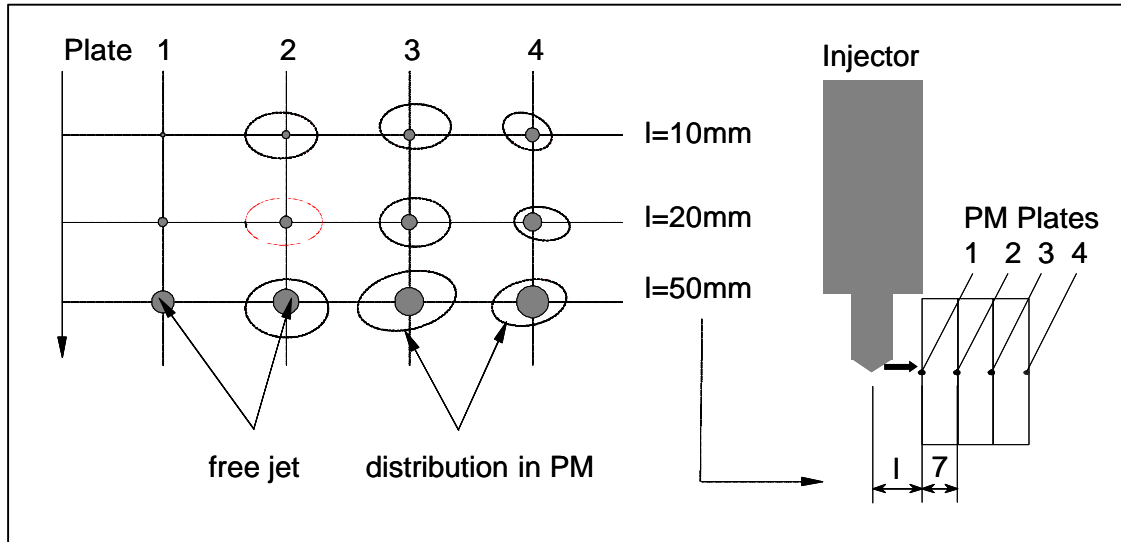 Plate 1 2 3 4
l=10mm
l=20mm
l=50mm
free jet
distribution in PM
Injector
PM Plates
1 2 3 4
l 7